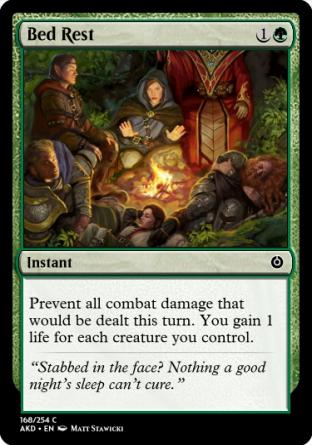 Bed Rest 1
Instant
Prevent all combat damage that
would be dealt this turn. You gain 1
life for each creature you control.
“Stabbed in the face? Nothing a good
night’s sleep can’t cure.”
168/254 C
AKD • EN Matt Stawicki